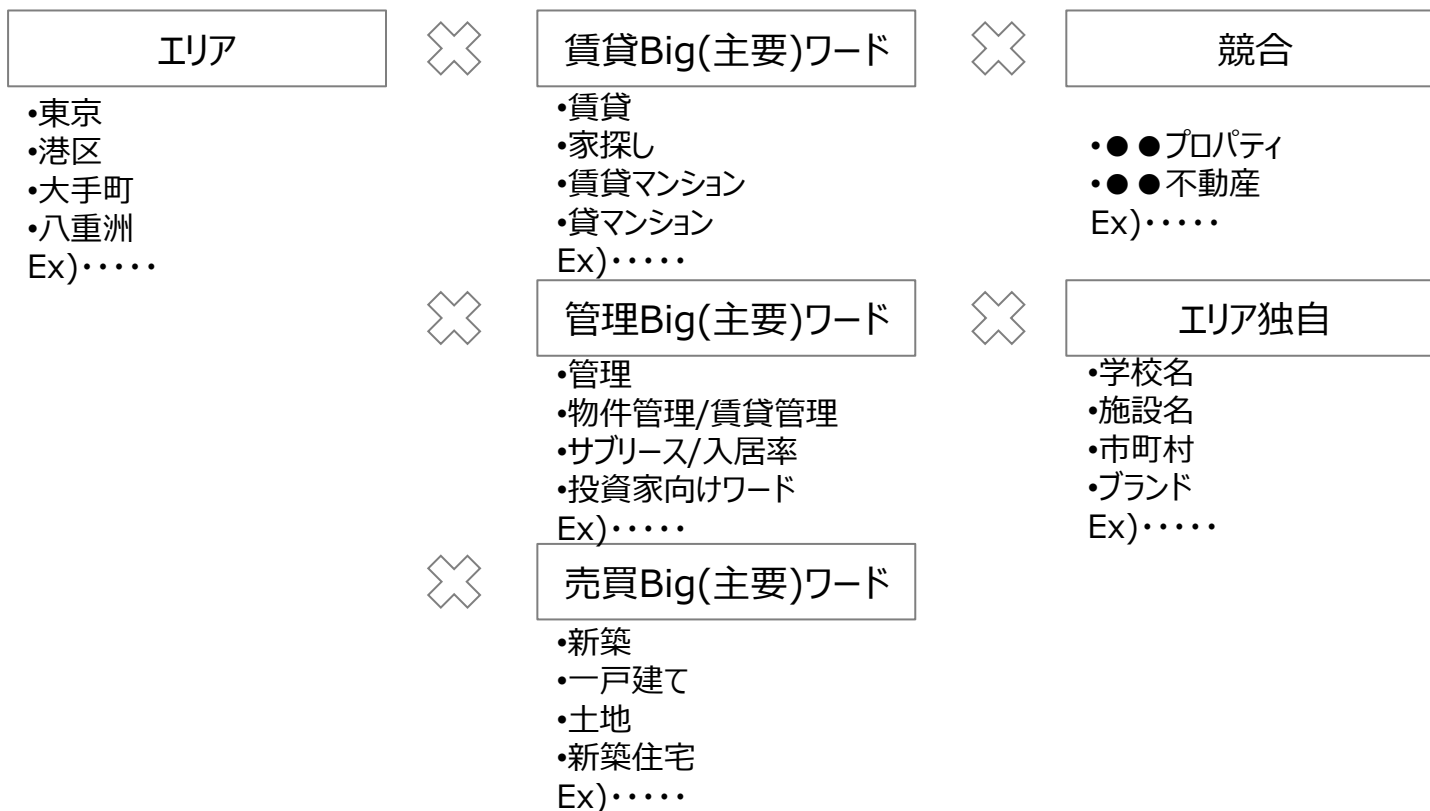 エリア
•東京
•港区
•大手町
•八重洲
Ex)・・・・・
賃貸Big(主要)ワード
•賃貸
•家探し
•賃貸マンション
•貸マンション
Ex)・・・・・
競合
•●●プロパティ
•●●不動産
Ex)・・・・・
管理Big(主要)ワード
•管理
•物件管理/賃貸管理
•サブリース/入居率
•投資家向けワード
Ex)・・・・・
エリア独自
•学校名
•施設名
•市町村
•ブランド
Ex)・・・・・
売買Big(主要)ワード
•新築
•一戸建て
•土地
•新築住宅
Ex)・・・・・